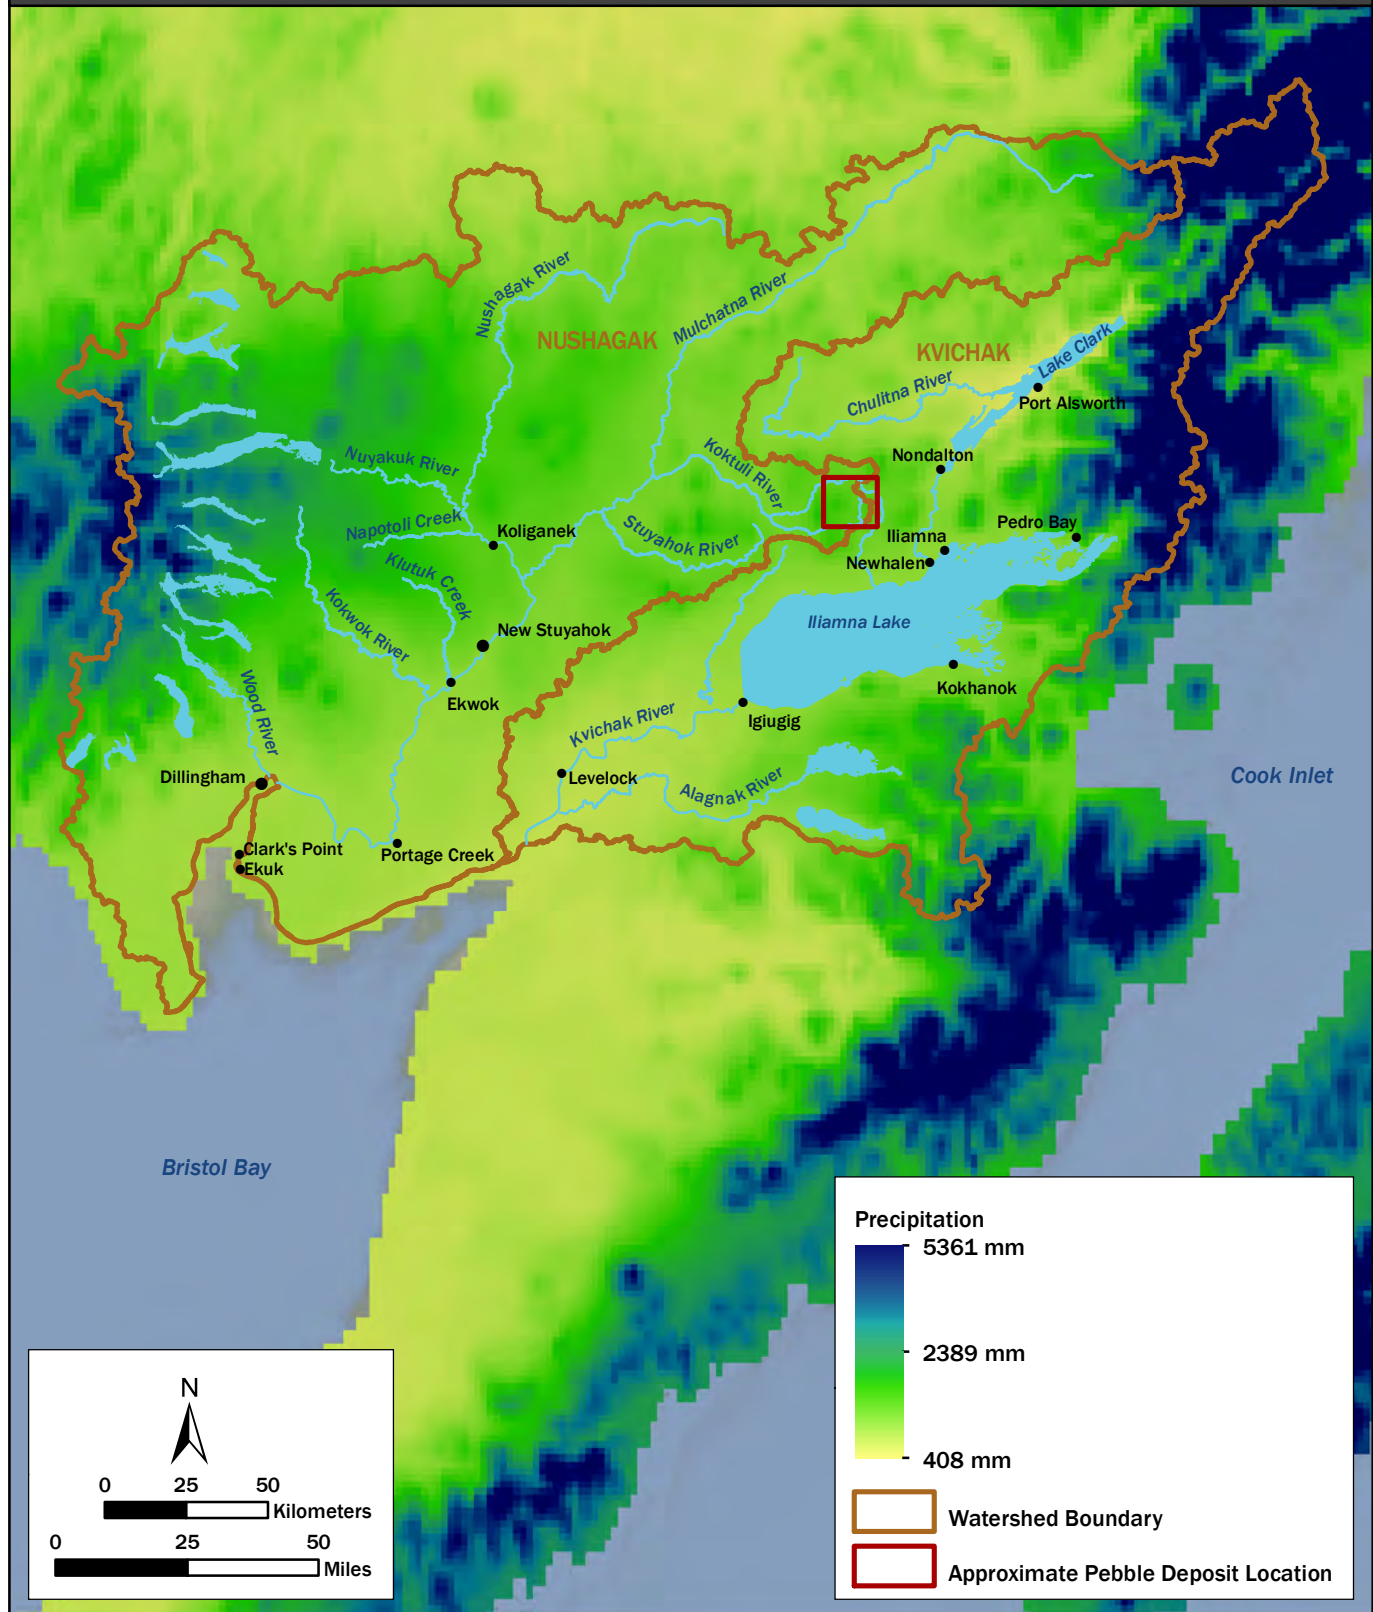 Nushagak River
Mulchatna River
NUSHAGAK
KVICHAK
Lake Clark
Chulitna River
Port Alsworth
Koktuli River
Nuyakuk River
Nondalton
Napotoli Creek
Koliganek
Stuyahok River
Pedro Bay
Iliamna
Newhalen
Klutuk Creek
Kokwok River
New Stuyahok
Iliamna Lake
Wood River
Ekwok
Kokhanok
Kvichak River
Igiugig
Dillingham
Levelock
Alagnak River
Cook Inlet
Clark's Point
Ekuk
Portage Creek
Bristol Bay
Precipitation
5361 mm
2389 mm
408 mm
Watershed Boundary
Approximate Pebble Deposit Location
N
0 25 50
Kilometers
0 25 50
Miles